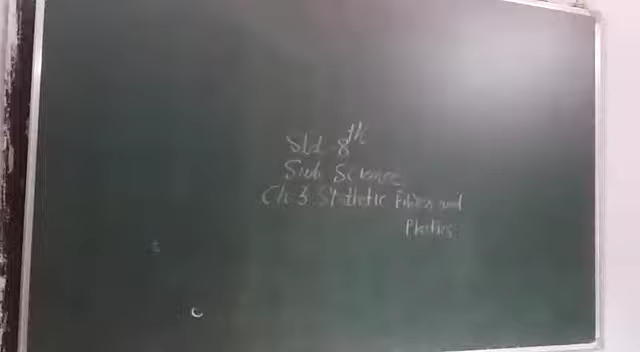 Std 8th
Sub Science
Ch 3 Synthetic Fibres and
Plastics